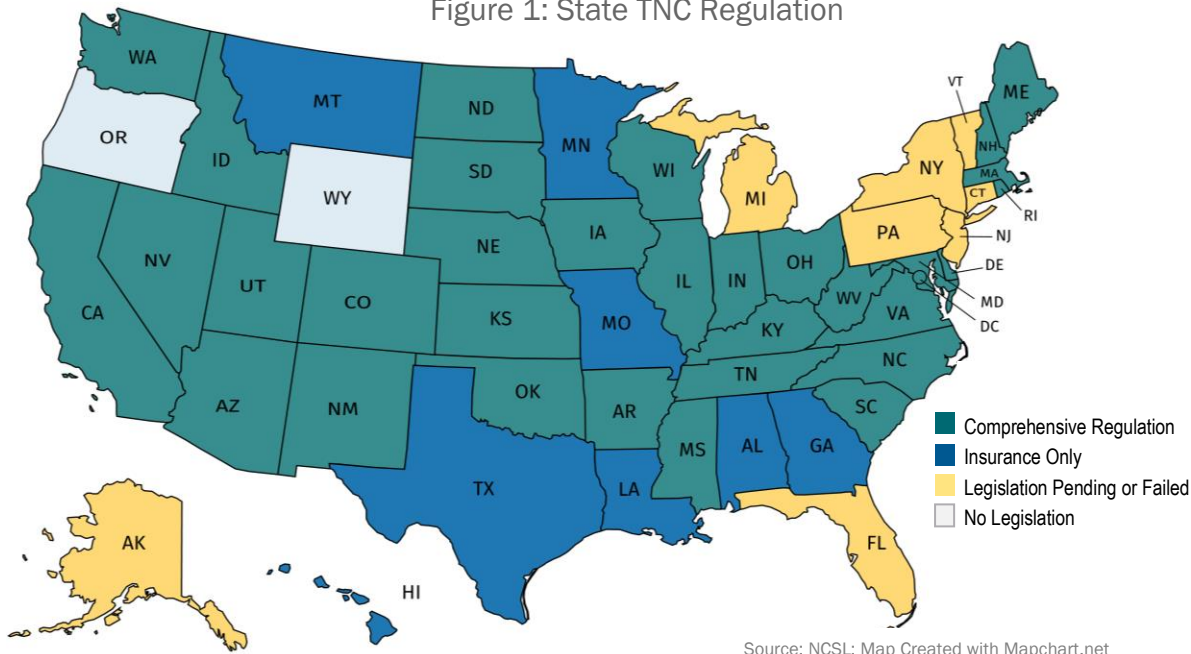 Figure 1: State TNC Regulation
WA
MT
ND
MN
VT
ME
OR
ID
SD
WI
MI
NY
NH
MA
CT
RI
WY
NE
IA
PA
NJ
NV
UT
CO
KS
IL
IN
OH
DE
MD
DC
CA
MO
WV
VA
KY
AZ
NM
OK
AR
TN
NC
SC
MS
AL
GA
TX
LA
FL
AK
HI
Comprehensive Regulation
Insurance Only
Legislation Pending or Failed
No Legislation
Source: NCSL; Map Created with Mapchart.net